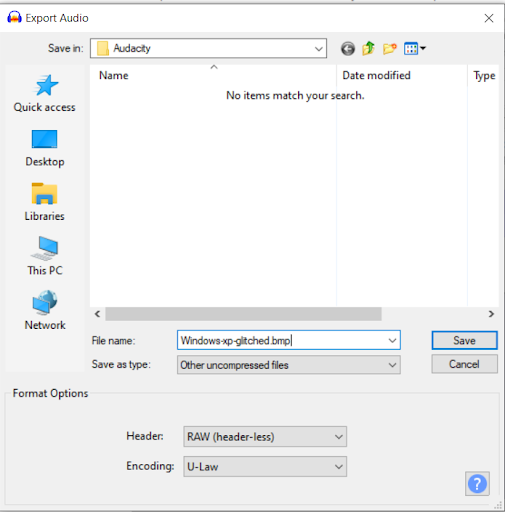 Export Audio
Save in: Audacity
Name Date modified Type
No items match your search.
Quick access
Desktop
Libraries
This PC
Network
File name: Windows-xp-glitched.bmp Save
Save as type: Other uncompressed files Cancel
Format Options
Header: RAW (header-less)
Encoding: U-Law
?